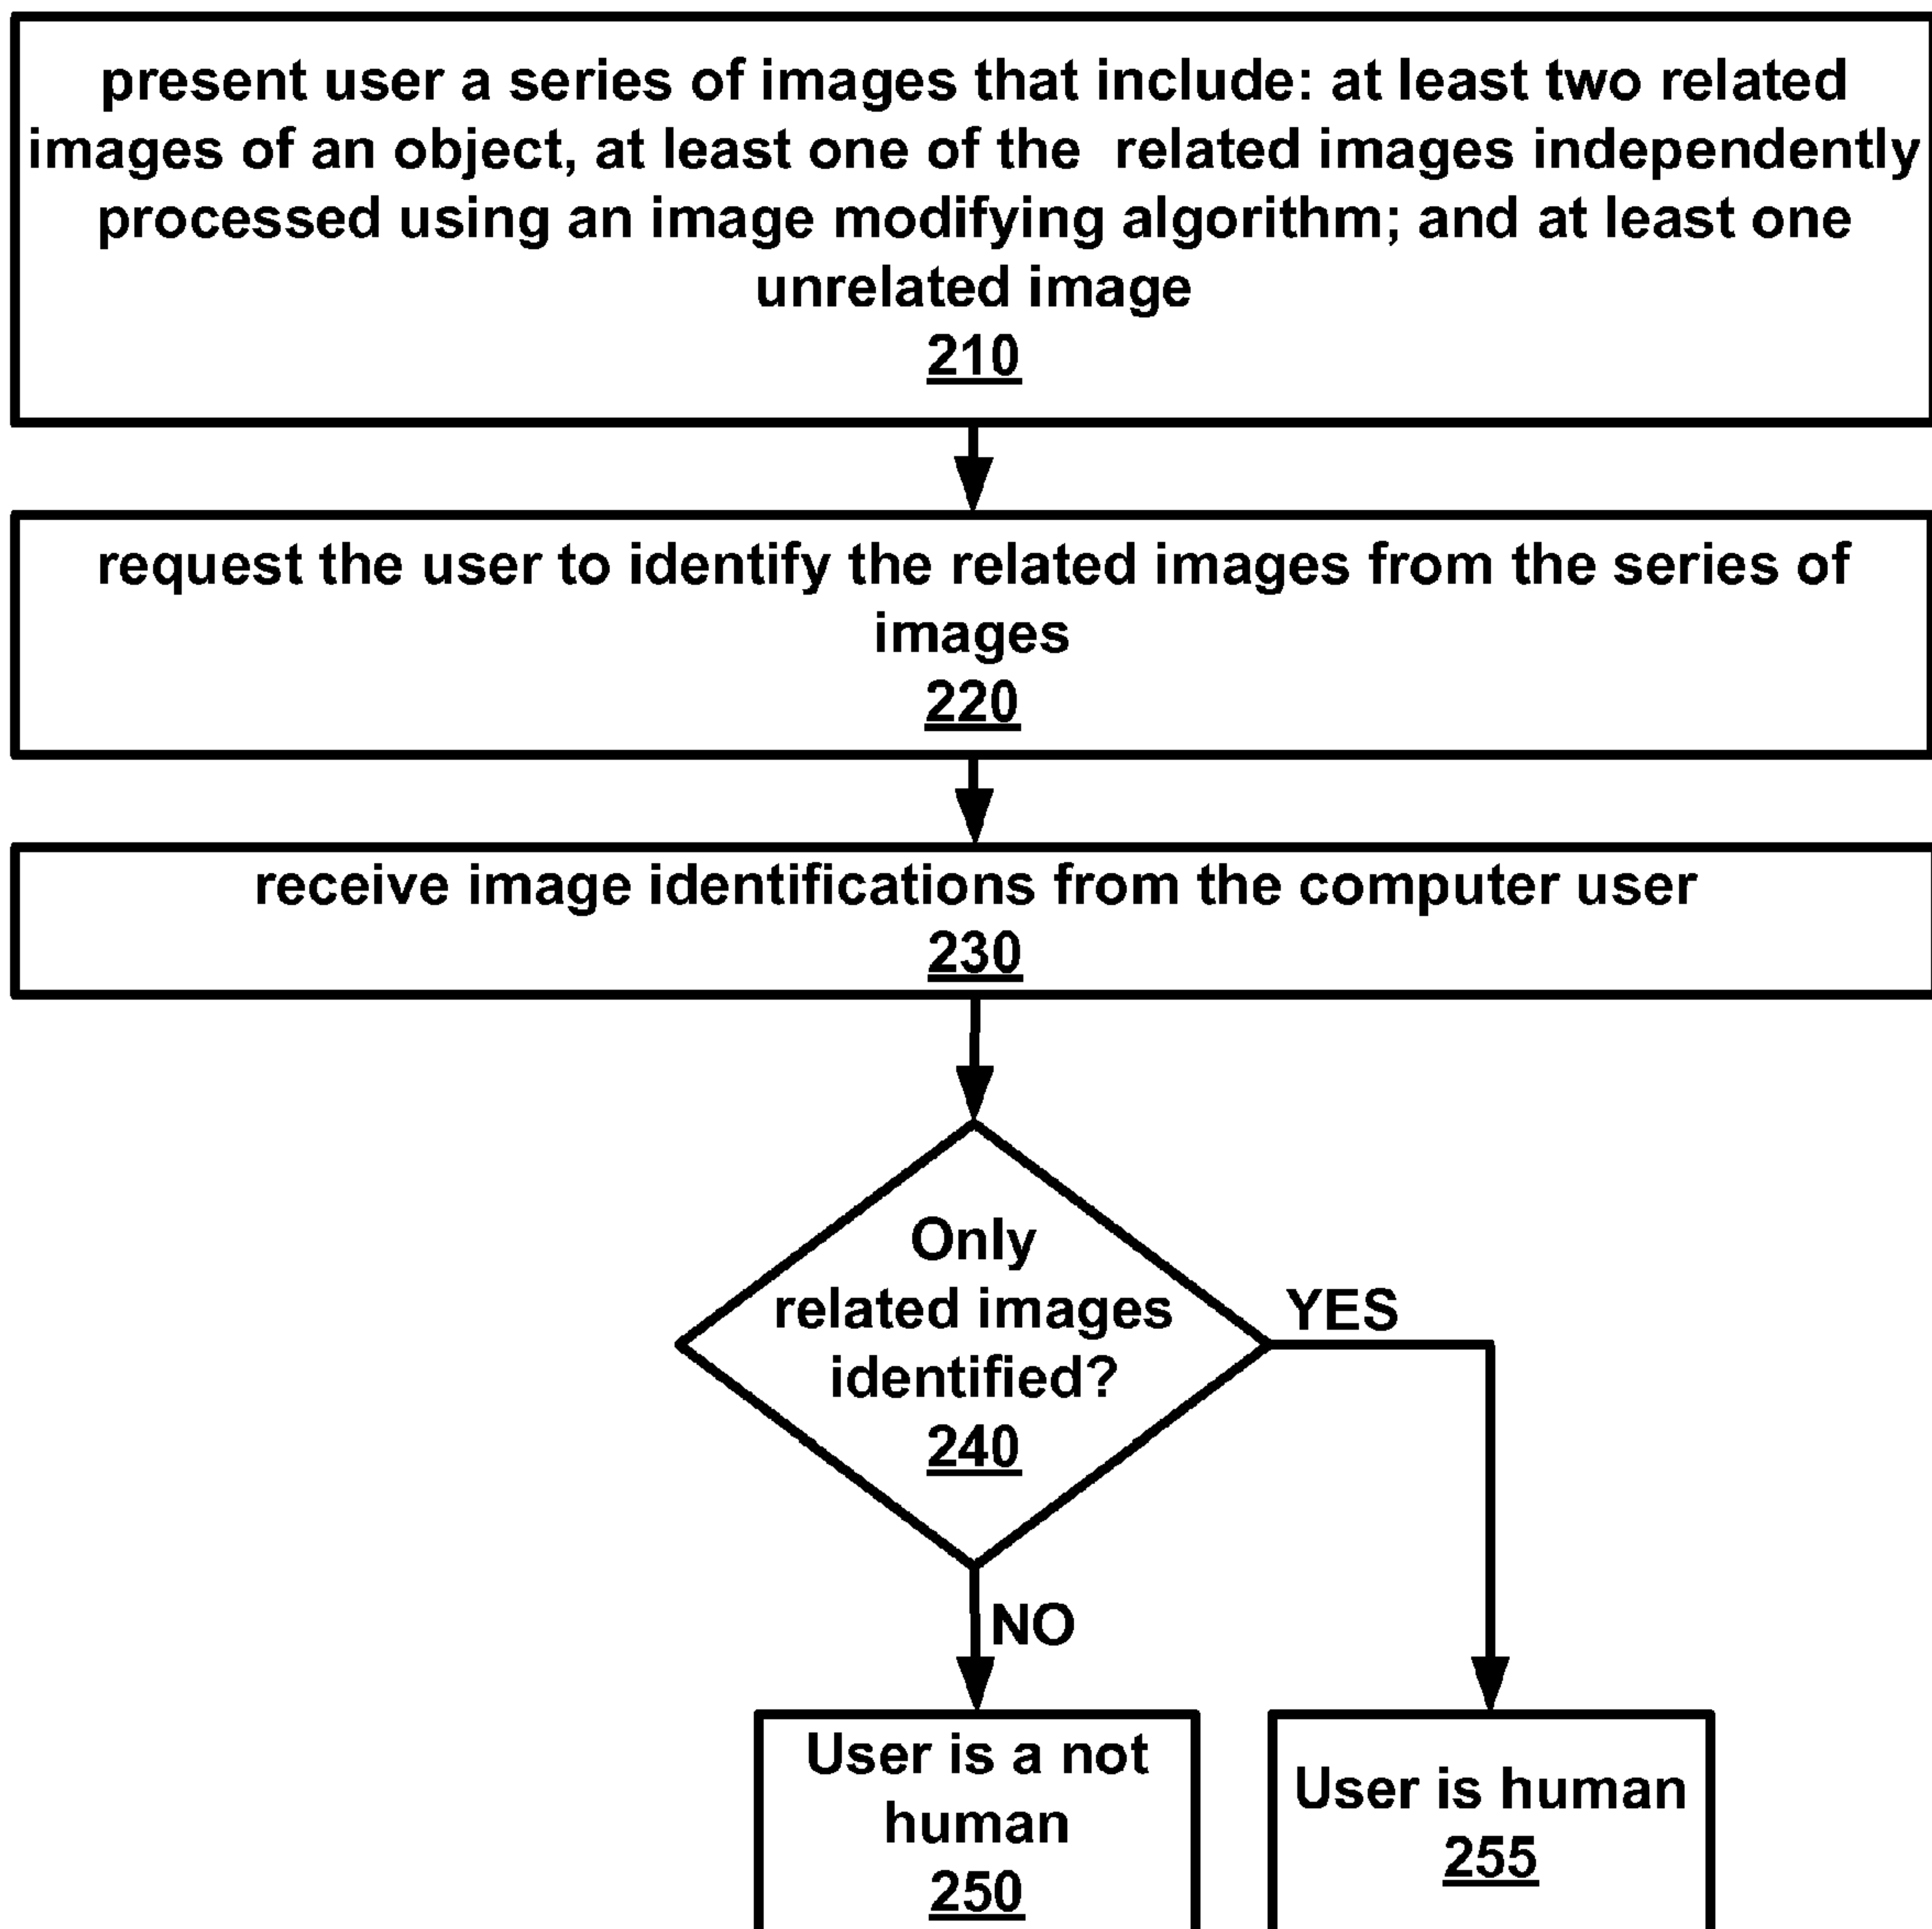 present user a series of images that include: at least two related
images of an object, at least one of the related images independently
processed using an image modifying algorithm; and at least one
unrelated image
210
request the user to identify the related images from the series of
images
220
receive image identifications from the computer user
230
Only
related images
identified?
240
YES
NO
User is a not
human
250
User is human
255